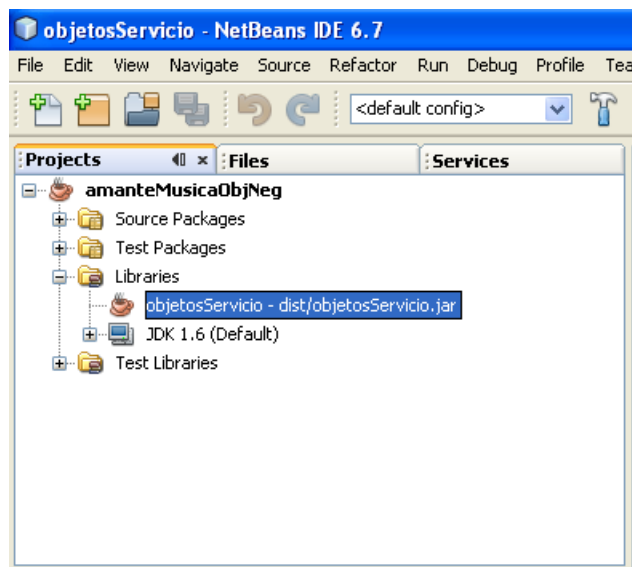 objetosServicio - NetBeans IDE 6.7
File Edit View Navigate Source Refactor Run Debug Profile Tea
<default config>
Projects Files Services
amanteMusicaObjNeg
Source Packages
Test Packages
Libraries
objetosServicio - dist/objetosServicio.jar
JDK 1.6 (Default)
Test Libraries